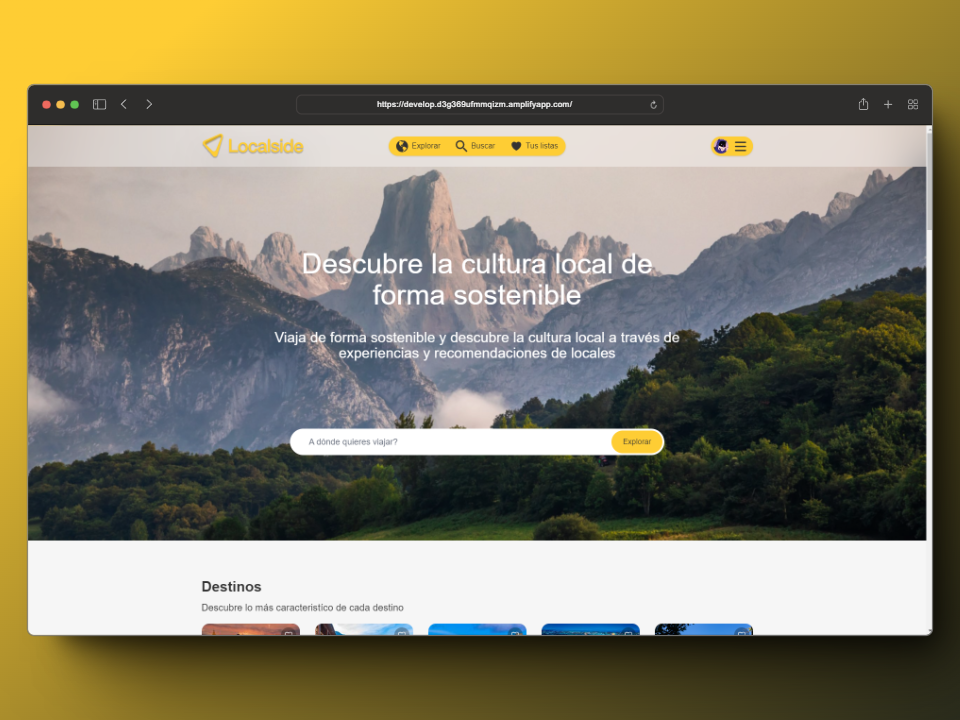 https://develop.d3g369ufmmqizm.amplifyapp.com/
Localside
Explorar
Buscar
Tus listas
Descubre la cultura local de
forma sostenible
Viaja de forma sostenible y descubre la cultura local a través de
experiencias y recomendaciones de locales
A dónde quieres viajar?
Explorar
Destinos
Descubre lo más característico de cada destino